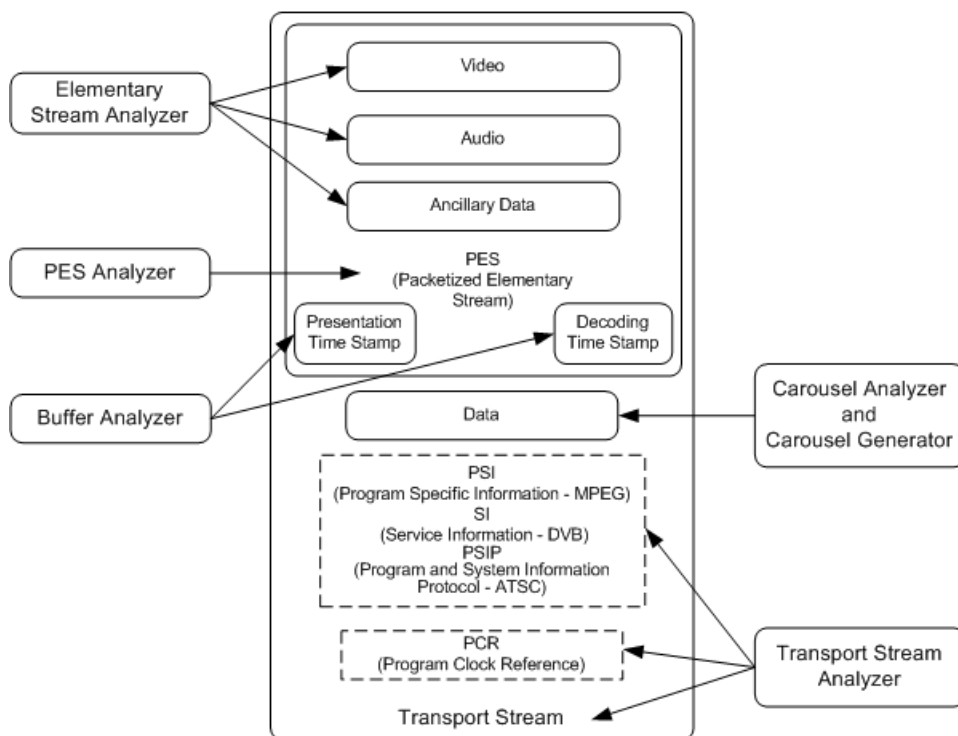 Video
Elementary
Stream Analyzer
Audio
Ancillary Data
PES Analyzer
PES
(Packetized Elementary
Stream)
Presentation
Time Stamp
Decoding
Time Stamp
Buffer Analyzer
Data
Carousel Analyzer
and
Carousel Generator
PSI
(Program Specific Information - MPEG)
SI
(Service Information - DVB)
PSIP
(Program and System Information
Protocol - ATSC)
PCR
(Program Clock Reference)
Transport Stream
Analyzer
Transport Stream